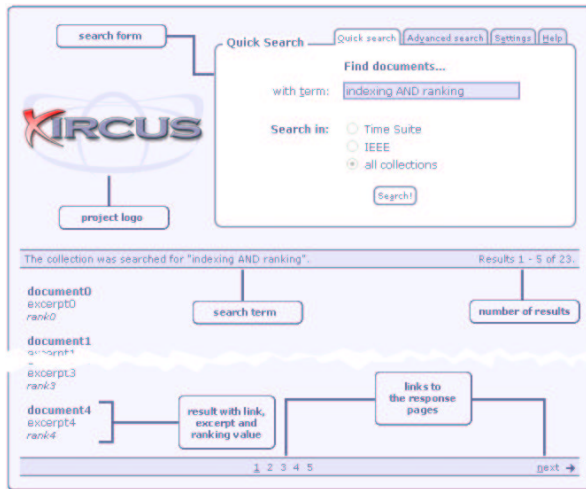 search form
Quick Search
Quick search
Advanced search
Settings
Help
Find documents...
with term:
indexing AND ranking
Search in:
Time Suite
IEEE
all collections
Search!
XIRCUS
project logo
The collection was searched for "indexing AND ranking".
Results 1 - 5 of 23.
document0
excerpt0
rank0
search term
number of results
document1
excerpt1
excerpt3
rank3
document4
excerpt4
rank4
result with link,
excerpt and
ranking value
links to
the response
pages
1 2 3 4 5
next →